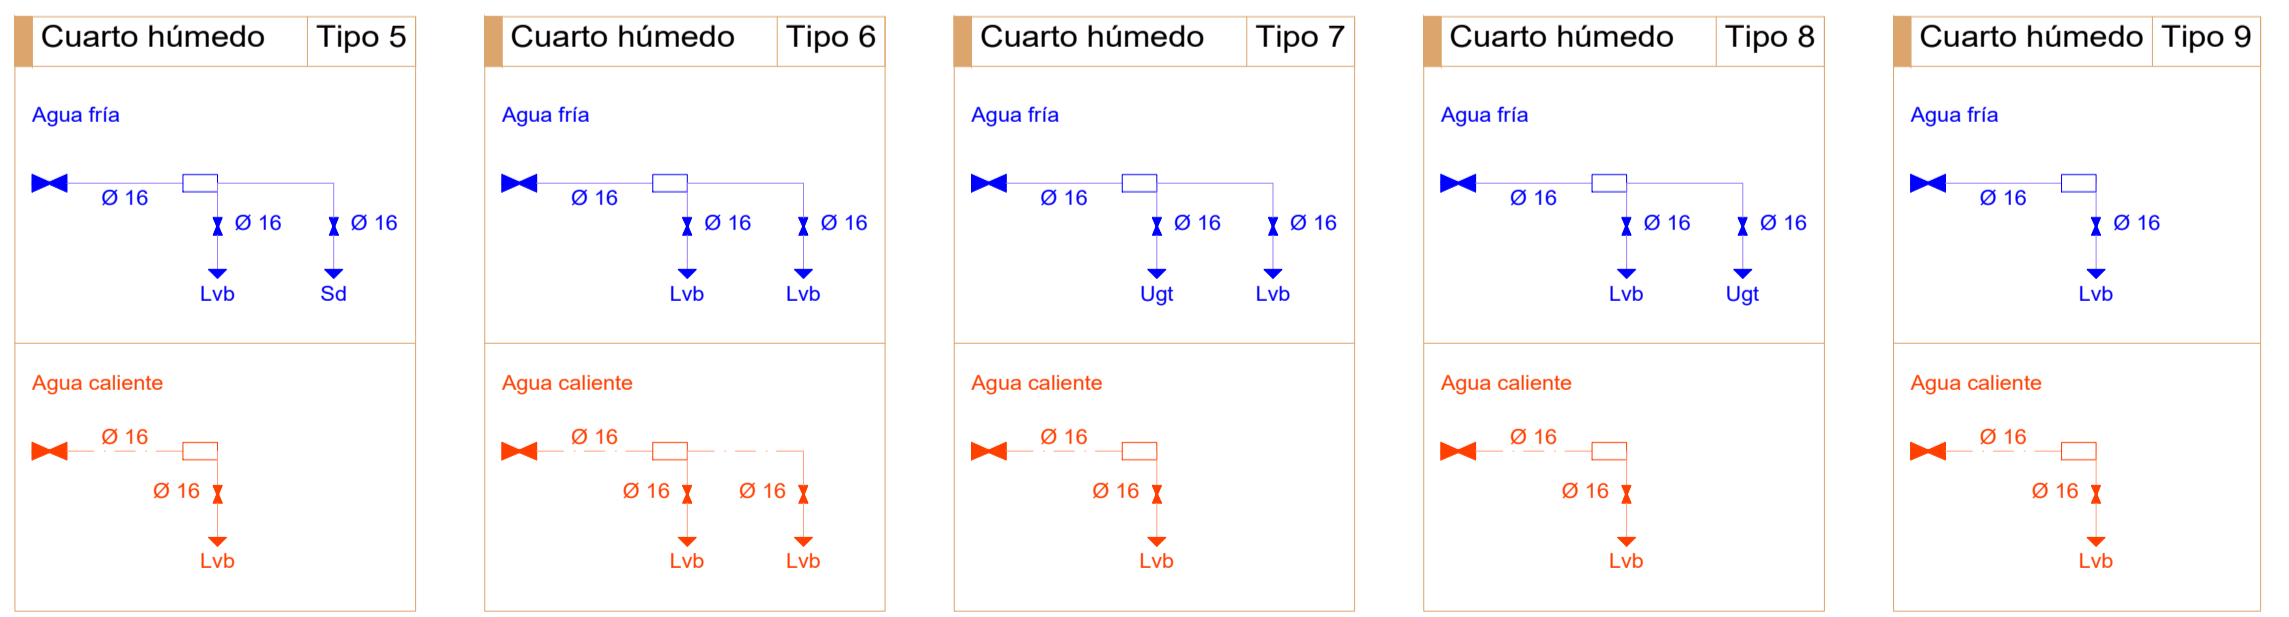 Cuarto húmedo Tipo 5
Agua fría
Ø 16
Ø 16 Ø 16
Lvb Sd
Agua caliente
Ø 16
Ø 16
Lvb
Cuarto húmedo Tipo 6
Agua fría
Ø 16
Ø 16 Ø 16
Lvb Lvb
Agua caliente
Ø 16
Ø 16 Ø 16
Lvb Lvb
Cuarto húmedo Tipo 7
Agua fría
Ø 16
Ø 16 Ø 16
Ugt Lvb
Agua caliente
Ø 16
Ø 16
Lvb
Cuarto húmedo Tipo 8
Agua fría
Ø 16
Ø 16 Ø 16
Lvb Ugt
Agua caliente
Ø 16
Ø 16
Lvb
Cuarto húmedo Tipo 9
Agua fría
Ø 16
Ø 16
Lvb
Agua caliente
Ø 16
Ø 16
Lvb